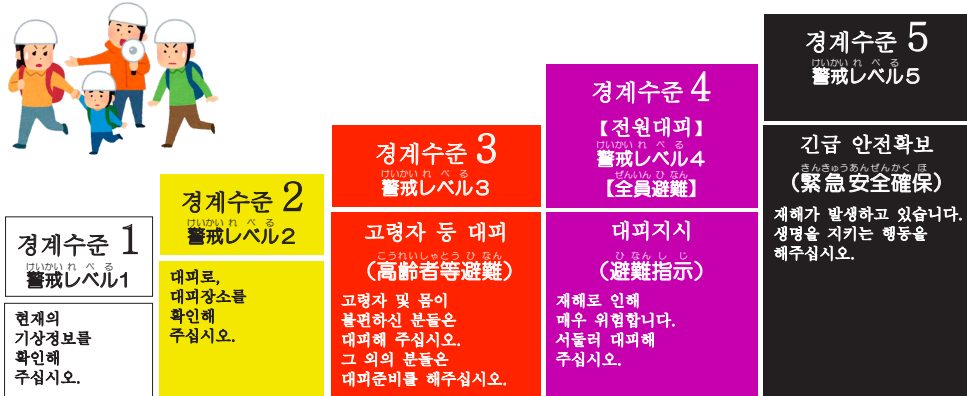 경계수준 1
けいかい れ べ る
警戒レベル1
현재의
기상정보를
확인해
주십시오.
경계수준 2
けいかい れ べ る
警戒レベル2
대피로,
대피장소를
확인해
주십시오.
경계수준 3
けいかい れ べ る
警戒レベル3
고령자 등 대피
こうれいしゃとう ひ なん
(高齢者等避難)
고령자 및 몸이
불편하신 분들은
대피해 주십시오.
그 외의 분들은
대피준비를 해주십시오.
경계수준 4
【전원대피】
けいかい れ べ る
警戒レベル4
ぜんいん ひ なん
【全員避難】
대피지시
ひ なん し じ
(避難指示)
재해로 인해
매우 위험합니다.
서둘러 대피해
주십시오.
경계수준 5
けいかい れ べ る
警戒レベル5
긴급 안전확보
きんきゅうあんぜんかく ほ
(緊急安全確保)
재해가 발생하고 있습니다.
생명을 지키는 행동을
해주십시오.